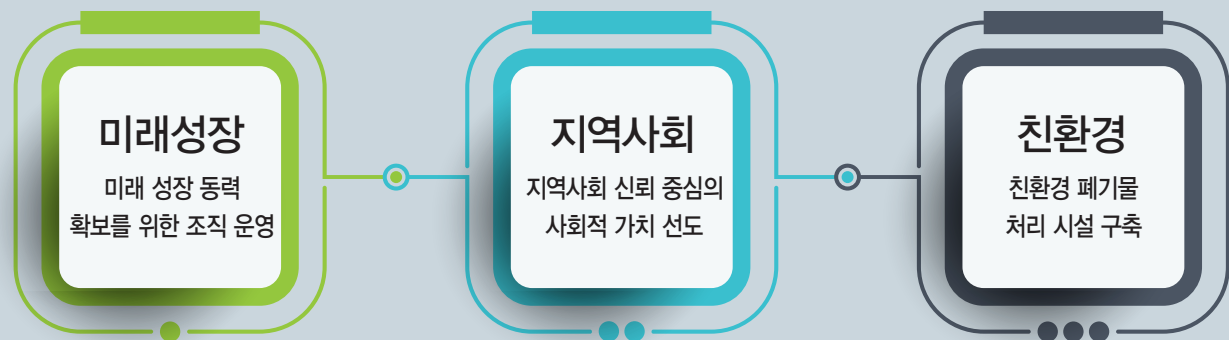 미래성장
미래 성장 동력
확보를 위한 조직 운영
지역사회
지역사회 신뢰 중심의
사회적 가치 선도
친환경
친환경 폐기물
처리 시설 구축